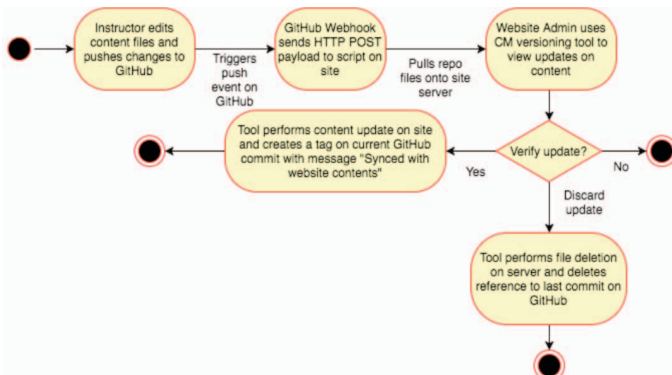 Instructor edits
content files and
pushes changes to
GitHub
Triggers
push
event on
GitHub
GitHub Webhook
sends HTTP POST
payload to script on
site
Pulls repo
files onto site
server
Website Admin uses
CM versioning tool to
view updates on
content
Verify update?
Yes
No
Discard
update
Tool performs content update on site
and creates a tag on current GitHub
commit with message "Synced with
website contents"
Tool performs file deletion
on server and deletes
reference to last commit on
GitHub